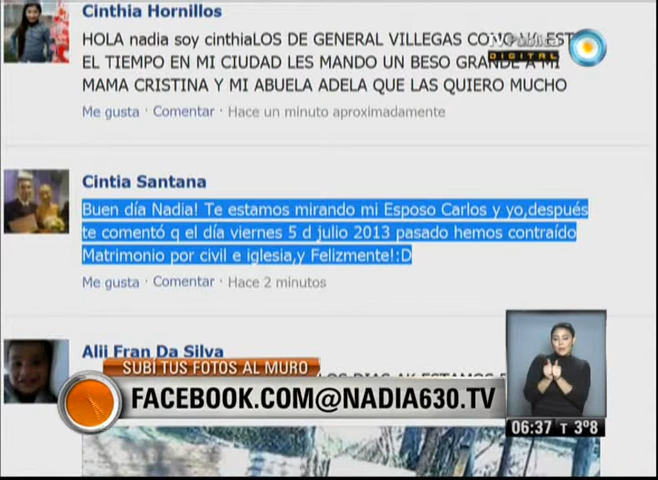 Cinthia Hornillos
HOLA nadia soy cinthiaLOS DE GENERAL VILLEGAS COMO
EL TIEMPO EN MI CIUDAD LES MANDO UN BESO GRANDE A MI
MAMA CRISTINA Y MI ABUELA ADELA QUE LAS QUIERO MUCHO
Me gusta · Comentar · Hace un minuto aproximadamente
DIGITAL
Cintia Santana
Buen día Nadia! Te estamos mirando mi Esposo Carlos y yo,después
te comentó q el día viernes 5 d julio 2013 pasado hemos contraído
Matrimonio por civil e iglesia,y Felizmente!:D
Me gusta · Comentar · Hace 2 minutos
Alii Fran Da Silva
SUBÍ TUS FOTOS AL MURO
FACEBOOK.COM@NADIA630.TV
06:37 T 3º8